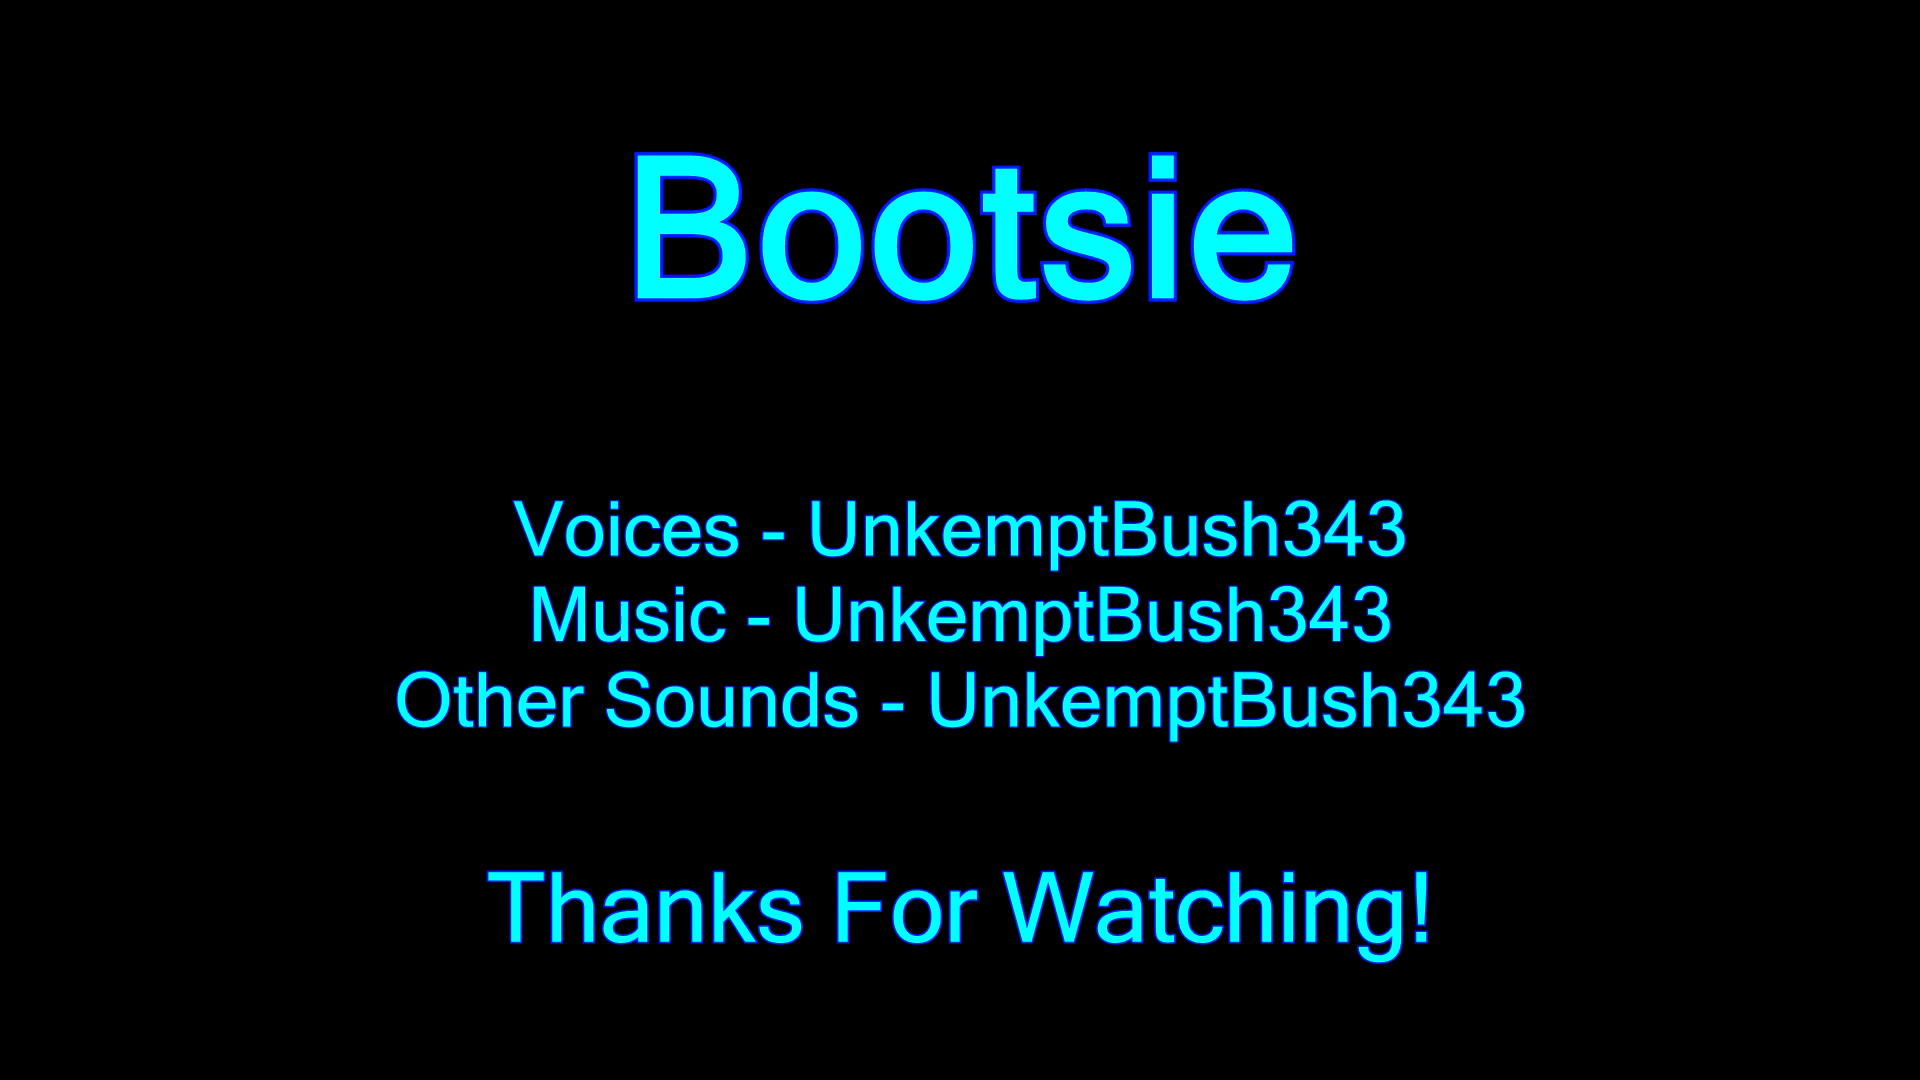 Bootsie
Voices - UnkemptBush343
Music - UnkemptBush343
Other Sounds - UnkemptBush343
Thanks For Watching!